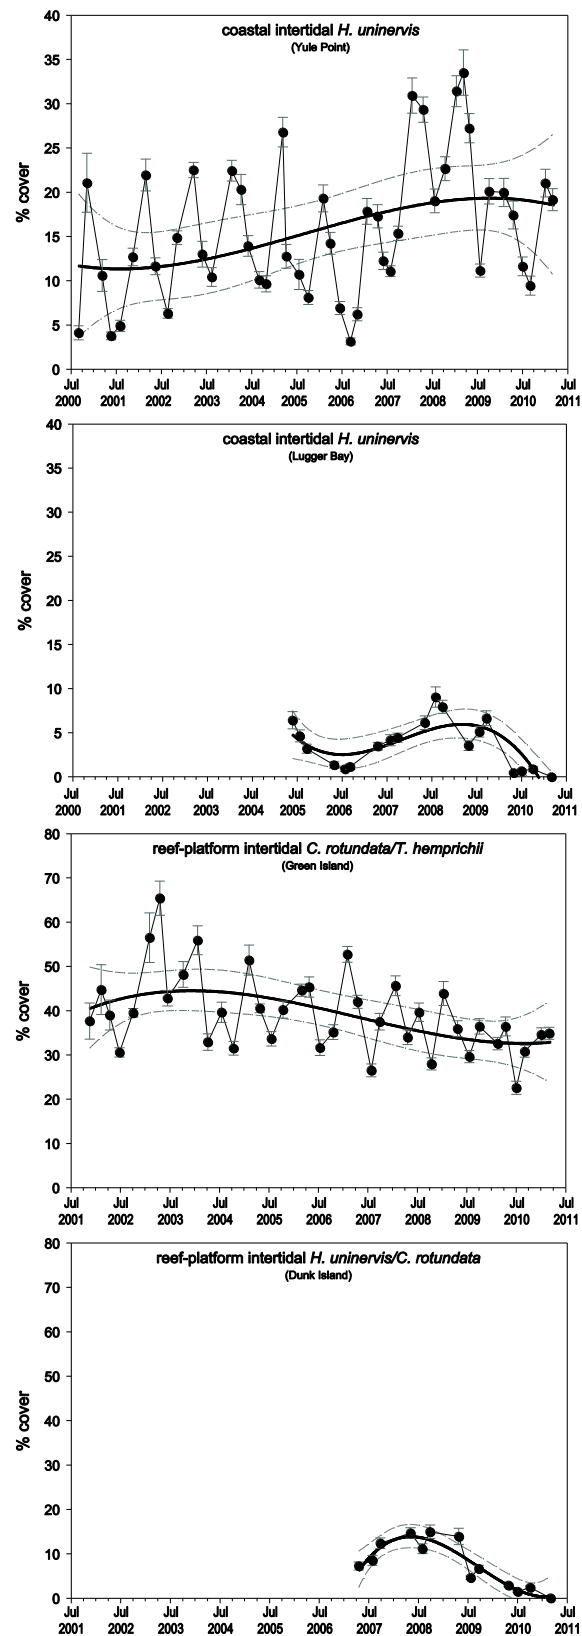 coastal intertidal H. uninervis
(Yule Point)
40
35
30
25
20
15
10
5
0
% cover
Jul Jul Jul Jul Jul Jul Jul Jul Jul Jul Jul Jul
2000 2001 2002 2003 2004 2005 2006 2007 2008 2009 2010 2011
coastal intertidal H. uninervis
(Lugger Bay)
40
35
30
25
20
15
10
5
0
% cover
Jul Jul Jul Jul Jul Jul Jul Jul Jul Jul Jul Jul
2000 2001 2002 2003 2004 2005 2006 2007 2008 2009 2010 2011
reef-platform intertidal C. rotundata/T. hemprichii
(Green Island)
80
70
60
50
40
30
20
10
0
% cover
Jul Jul Jul Jul Jul Jul Jul Jul Jul Jul Jul
2001 2002 2003 2004 2005 2006 2007 2008 2009 2010 2011
reef-platform intertidal H. uninervis/C. rotundata
(Dunk Island)
80
70
60
50
40
30
20
10
0
% cover
Jul Jul Jul Jul Jul Jul Jul Jul Jul Jul Jul
2001 2002 2003 2004 2005 2006 2007 2008 2009 2010 2011